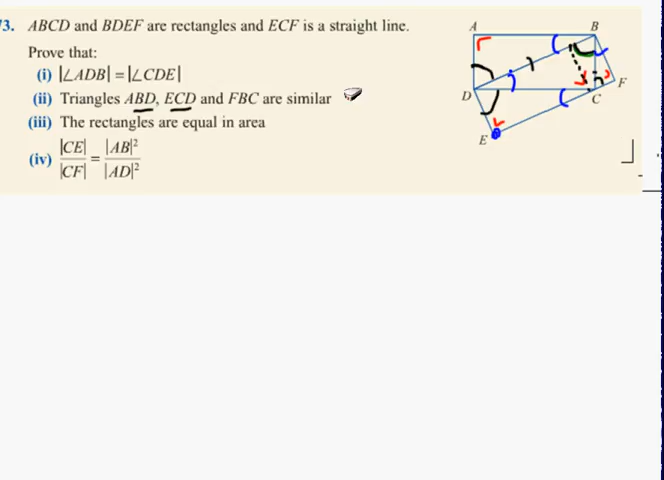 3. ABCD and BDEF are rectangles and ECF is a straight line.
Prove that:
(i) |∠ADB| = |∠CDE|
(ii) Triangles ABD, ECD and FBC are similar
(iii) The rectangles are equal in area
(iv) |CE| / |CF| = |AB|² / |AD|²
A
B
D
C
F
E